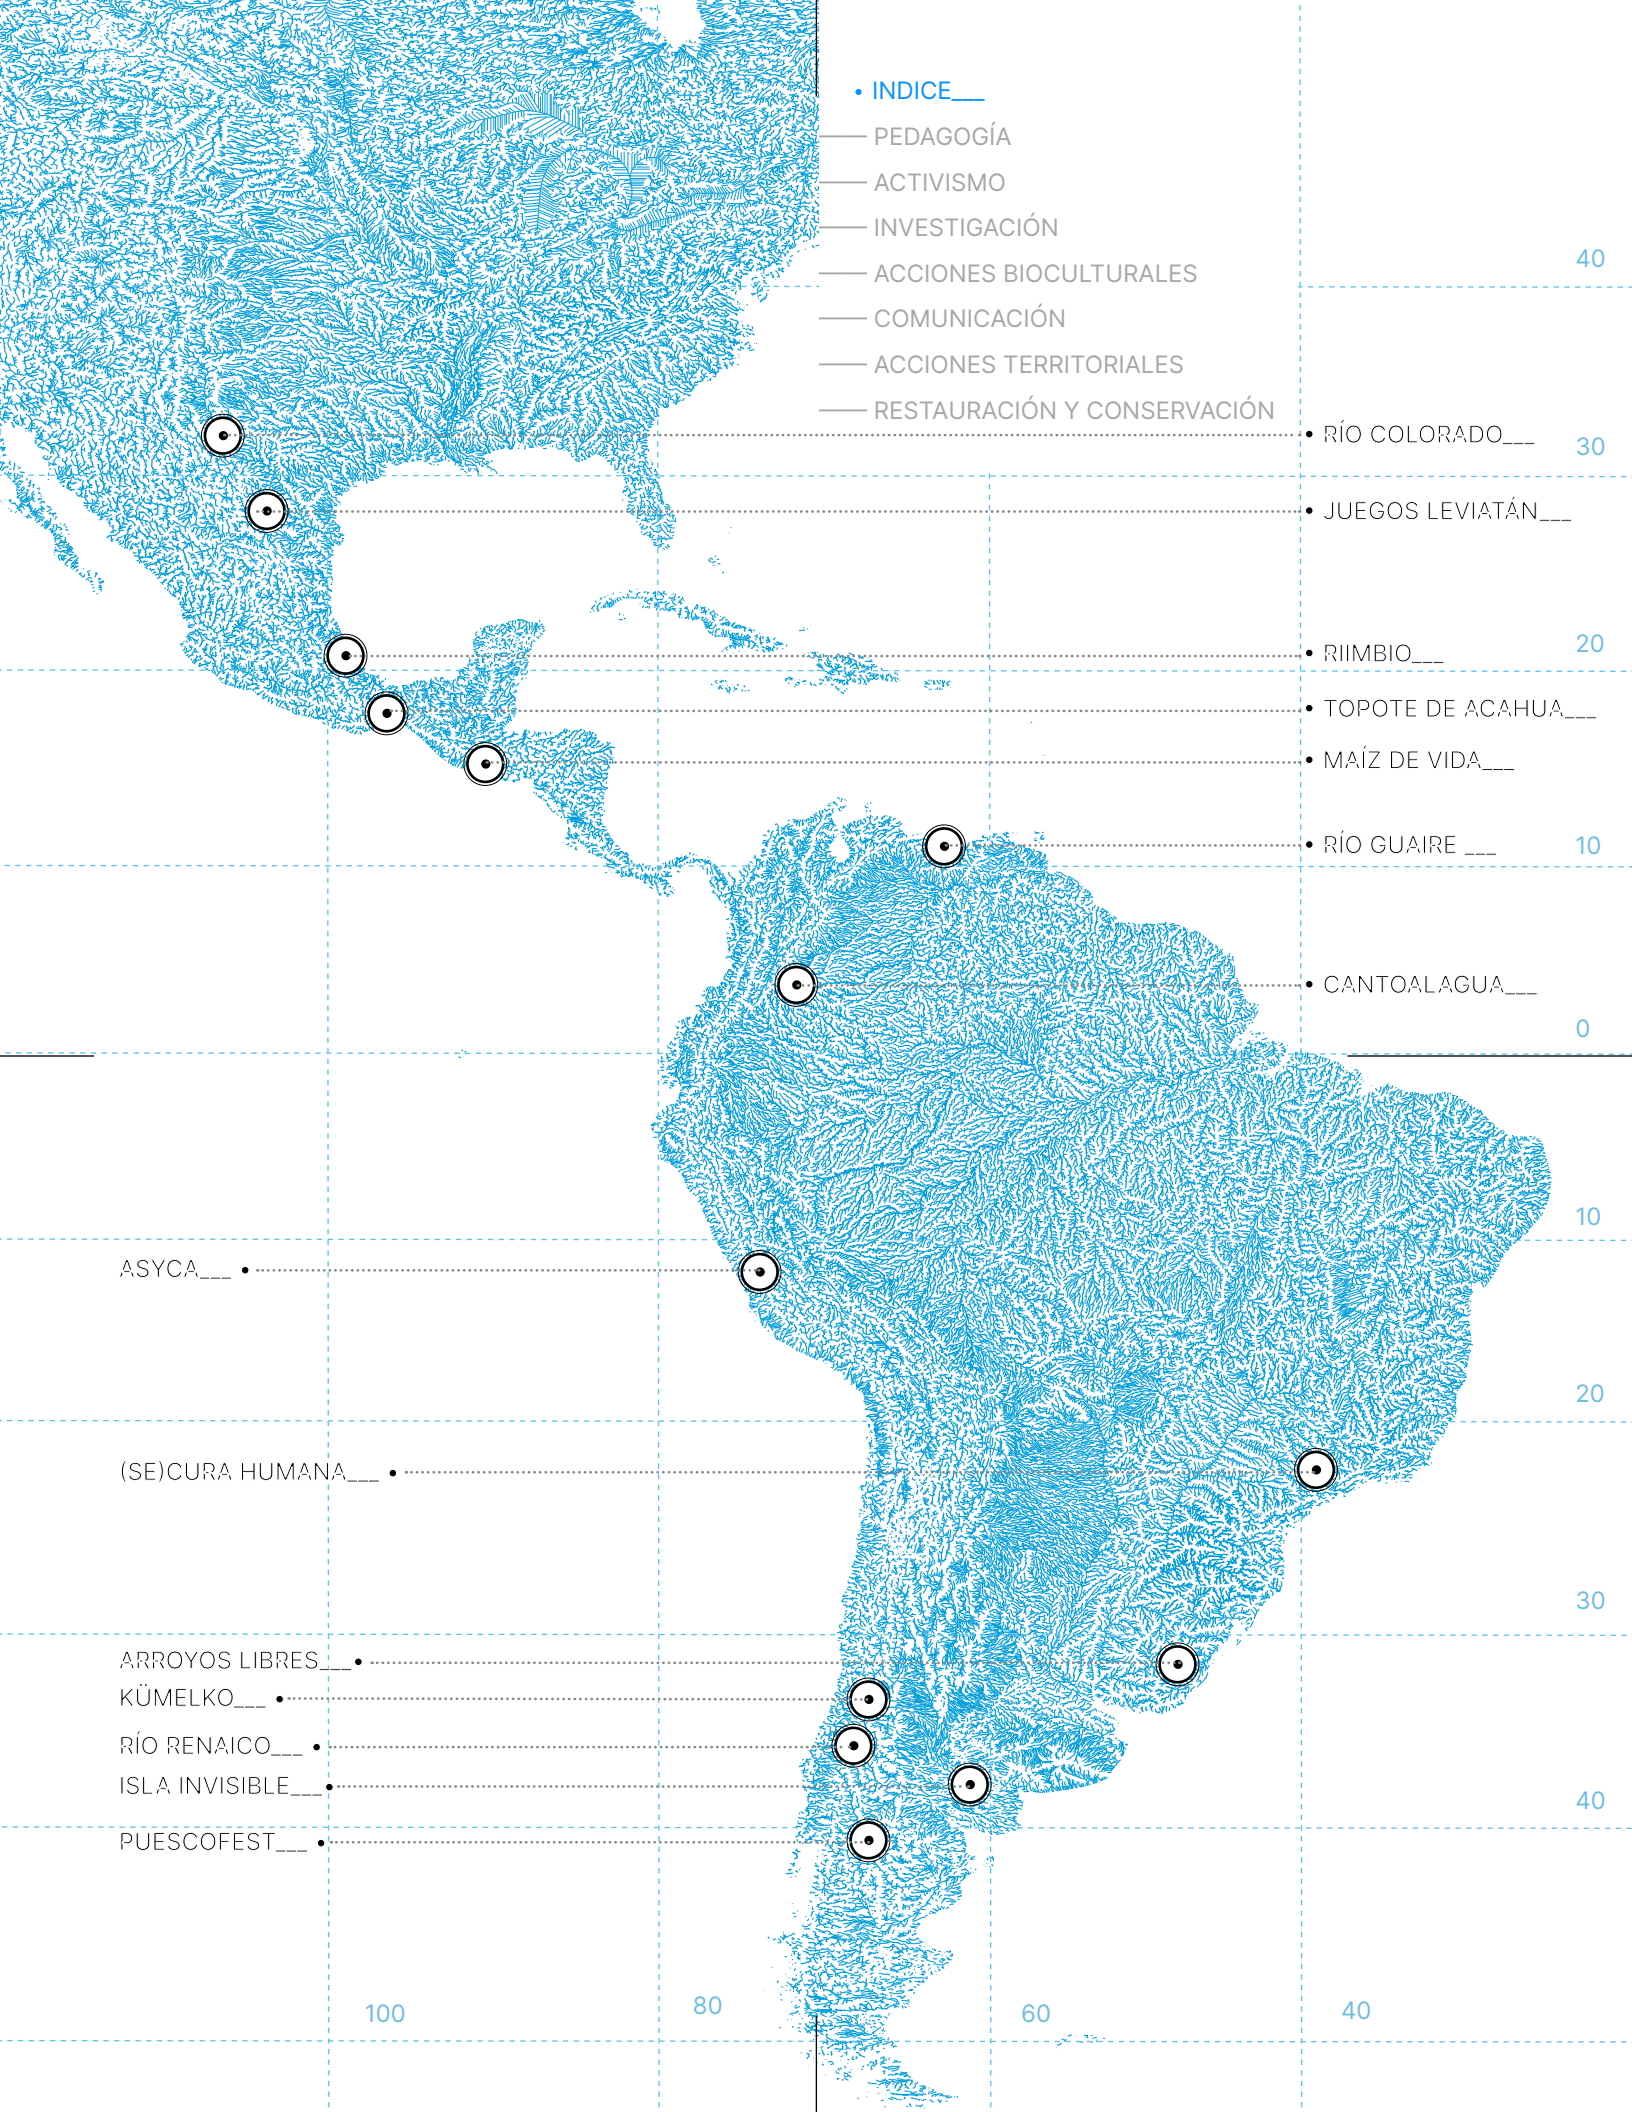 • INDICE___
PEDAGOGÍA
ACTIVISMO
INVESTIGACIÓN
ACCIONES BIOCULTURALES
40
COMUNICACIÓN
ACCIONES TERRITORIALES
RESTAURACIÓN Y CONSERVACIÓN
• RÍO COLORADO___
30
• JUEGOS LEVIATÁN___
20
• RIIMBIO___
• TOPOTE DE ACAHUA___
• MAÍZ DE VIDA___
• RÍO GUAIRE ___
10
• CANTOALAGUA___
0
10
ASYCA___ •
20
(SE)CURA HUMANA___ •
30
ARROYOS LIBRES___•
KÜMELKO___ •
RÍO RENAICO___ •
ISLA INVISIBLE___•
40
PUESCOFEST___ •
100
80
60
40